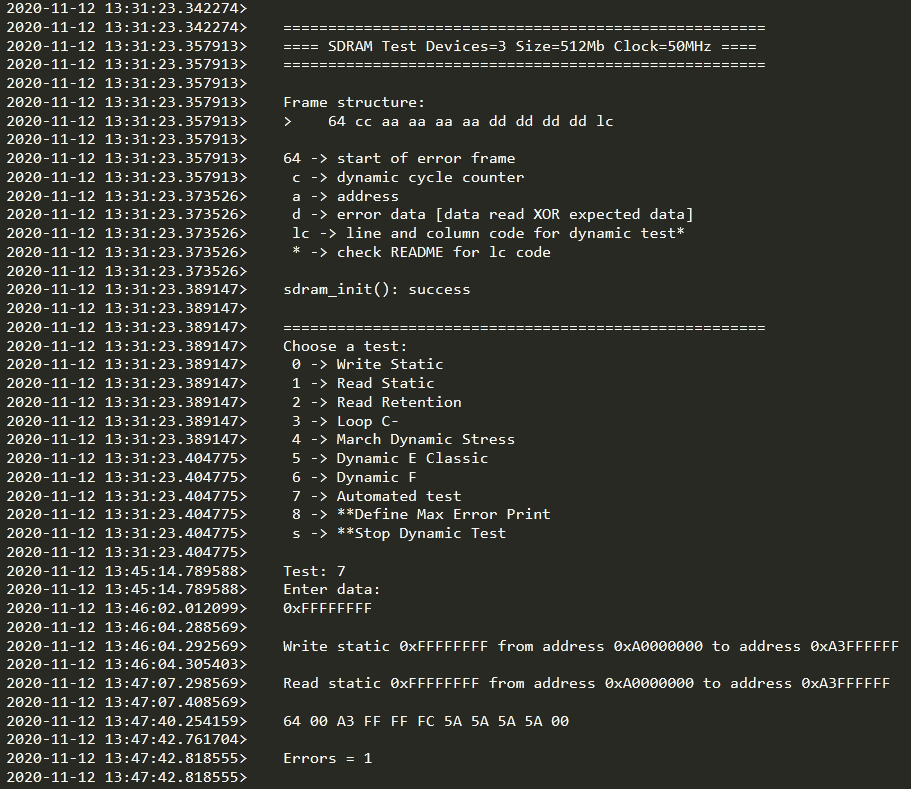 2020-11-12 13:31:23.342274>
2020-11-12 13:31:23.342274> ======================================================
2020-11-12 13:31:23.357913> ==== SDRAM Test Devices=3 Size=512Mb Clock=50MHz ====
2020-11-12 13:31:23.357913> ======================================================
2020-11-12 13:31:23.357913>
2020-11-12 13:31:23.357913> Frame structure:
2020-11-12 13:31:23.357913> > 64 cc aa aa aa aa dd dd dd dd lc
2020-11-12 13:31:23.357913>
2020-11-12 13:31:23.357913> 64 -> start of error frame
2020-11-12 13:31:23.357913> c -> dynamic cycle counter
2020-11-12 13:31:23.373526> a -> address
2020-11-12 13:31:23.373526> d -> error data [data read XOR expected data]
2020-11-12 13:31:23.373526> lc -> line and column code for dynamic test*
2020-11-12 13:31:23.373526> * -> check README for lc code
2020-11-12 13:31:23.373526>
2020-11-12 13:31:23.389147> sdram_init(): success
2020-11-12 13:31:23.389147>
2020-11-12 13:31:23.389147> ======================================================
2020-11-12 13:31:23.389147> Choose a test:
2020-11-12 13:31:23.389147> 0 -> Write Static
2020-11-12 13:31:23.389147> 1 -> Read Static
2020-11-12 13:31:23.389147> 2 -> Read Retention
2020-11-12 13:31:23.389147> 3 -> Loop C-
2020-11-12 13:31:23.389147> 4 -> March Dynamic Stress
2020-11-12 13:31:23.404775> 5 -> Dynamic E Classic
2020-11-12 13:31:23.404775> 6 -> Dynamic F
2020-11-12 13:31:23.404775> 7 -> Automated test
2020-11-12 13:31:23.404775> 8 -> **Define Max Error Print
2020-11-12 13:31:23.404775> s -> **Stop Dynamic Test
2020-11-12 13:31:23.404775>
2020-11-12 13:45:14.789588> Test: 7
2020-11-12 13:45:14.789588> Enter data:
2020-11-12 13:46:02.012099> 0xFFFFFFFF
2020-11-12 13:46:04.288569>
2020-11-12 13:46:04.292569> Write static 0xFFFFFFFF from address 0xA0000000 to address 0xA3FFFFFF
2020-11-12 13:46:04.305403>
2020-11-12 13:47:07.298569> Read static 0xFFFFFFFF from address 0xA0000000 to address 0xA3FFFFFF
2020-11-12 13:47:07.408569>
2020-11-12 13:47:40.254159> 64 00 A3 FF FF FC 5A 5A 5A 5A 00
2020-11-12 13:47:42.761704>
2020-11-12 13:47:42.818555> Errors = 1
2020-11-12 13:47:42.818555>